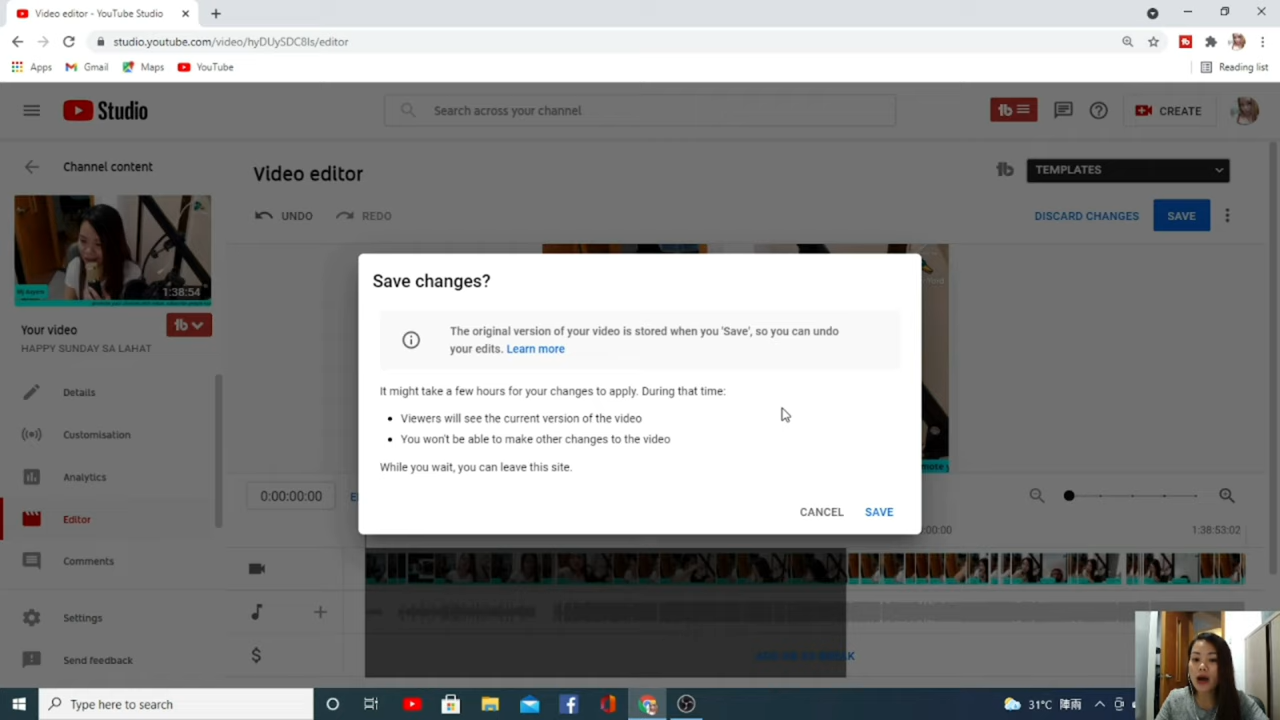 Video editor - YouTube Studio
studio.youtube.com/video/hyDUySDC8ls/editor
Apps
Gmail
Maps
YouTube
Reading list
Studio
Search across your channel
CREATE
Channel content
Video editor
TEMPLATES
UNDO
REDO
DISCARD CHANGES
SAVE
1:38:54
Your video
HAPPY SUNDAY SA LAHAT
Save changes?
The original version of your video is stored when you 'Save', so you can undo
your edits. Learn more
It might take a few hours for your changes to apply. During that time:
Viewers will see the current version of the video
You won't be able to make other changes to the video
While you wait, you can leave this site.
CANCEL
SAVE
Details
Customisation
Analytics
Editor
Comments
Settings
Send feedback
0:00:00:00
1:38:53:02
Type here to search
31°C 陣雨